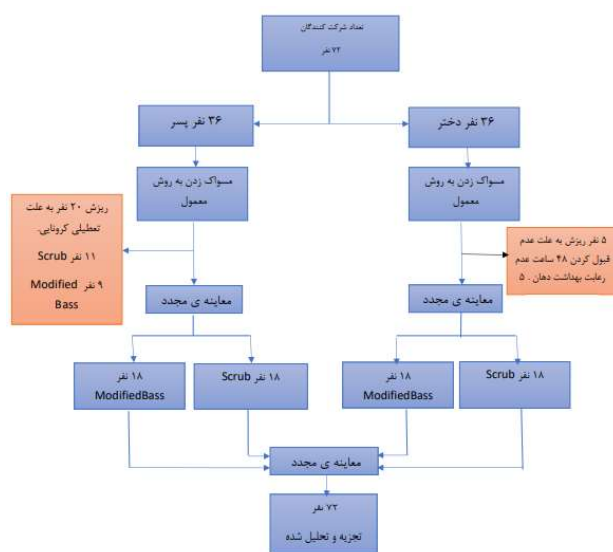 تعداد شرکت کنندگان
۷۲ نفر
۳۶ نفر دختر
۳۶ نفر پسر
مسواک زدن به روش
معمول
مسواک زدن به روش
معمول
۵ نفر ریزش به علت عدم
قبول کردن ۴۸ ساعت عدم
رعایت بهداشت دهان . ۵
ریزش ۲۰ نفر به علت
تعطیلی کرونایی.
۱۱ نفر Scrub
۹ نفر Modified
Bass
معاینه ی مجدد
معاینه ی مجدد
۱۸ نفر Scrub
۱۸ نفر
ModifiedBass
۱۸ نفر Scrub
۱۸ نفر
ModifiedBass
معاینه ی مجدد
۷۲ نفر
تجزیه و تحلیل شده